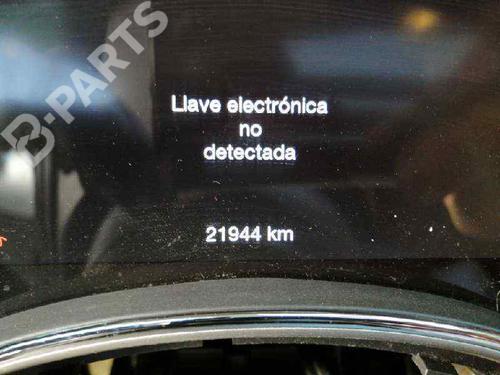 B-PARTS
Llave electrónica
no
detectada
21944 km